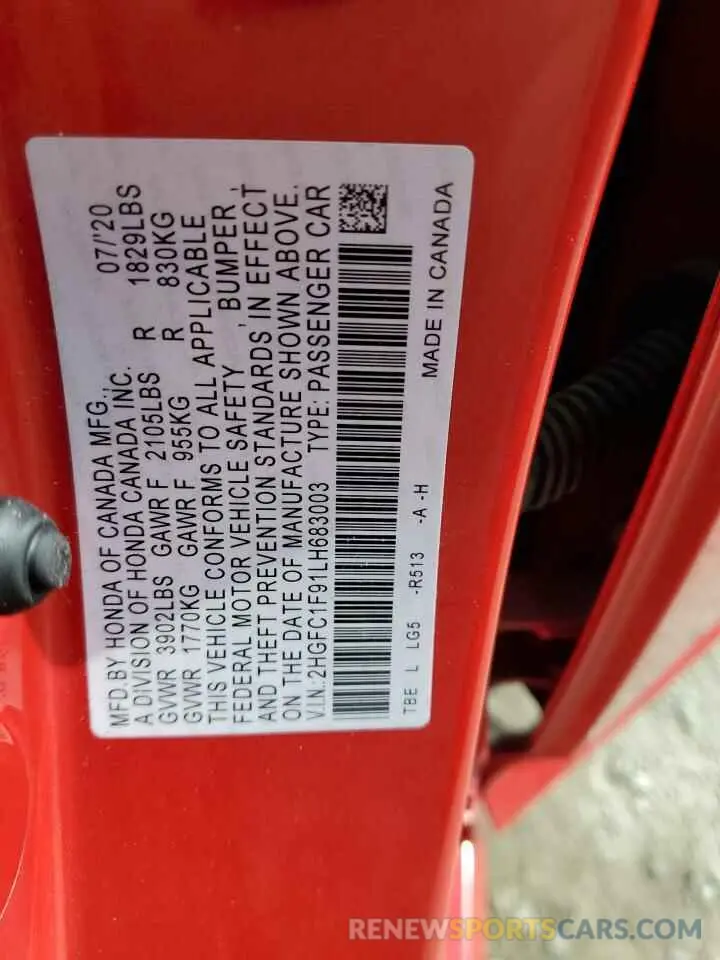 MFD.BY HONDA OF CANADA MFG., 07/'20
A DIVISION OF HONDA CANADA INC.
GVWR 3902LBS GAWR F 2105LBS R 1829LBS
GVWR 1770KG GAWR F 955KG R 830KG
THIS VEHICLE CONFORMS TO ALL APPLICABLE
FEDERAL MOTOR VEHICLE SAFETY, BUMPER,
AND THEFT PREVENTION STANDARDS IN EFFECT
ON THE DATE OF MANUFACTURE SHOWN ABOVE.
V.I.N.: 2HGFC1F91LH683003 TYPE: PASSENGER CAR
TBE L LG5 -R513 -A -H MADE IN CANADA
RENEWSPORTSCARS.COM